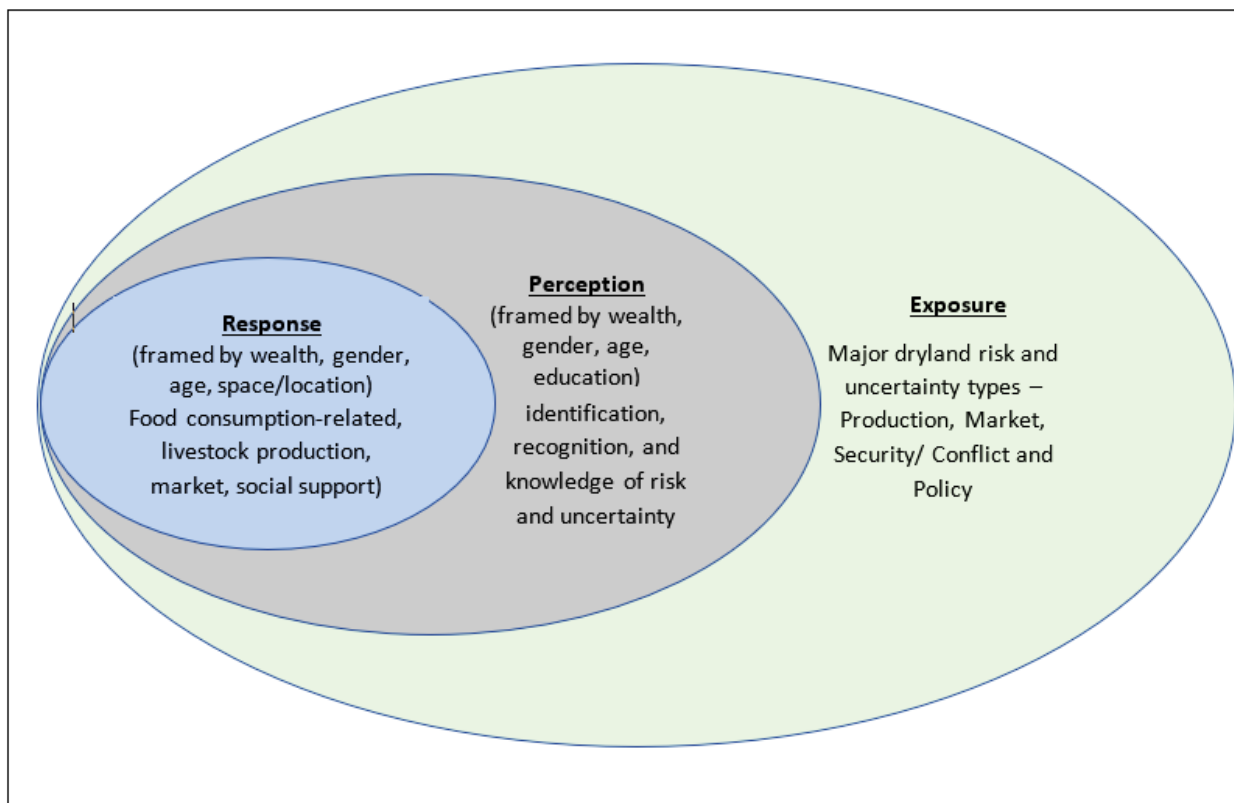 Response
(framed by wealth, gender,
age, space/location)
Food consumption-related,
livestock production,
market, social support)
Perception
(framed by wealth,
gender, age,
education)
identification,
recognition, and
knowledge of risk
and uncertainty
Exposure
Major dryland risk and
uncertainty types –
Production, Market,
Security/ Conflict and
Policy